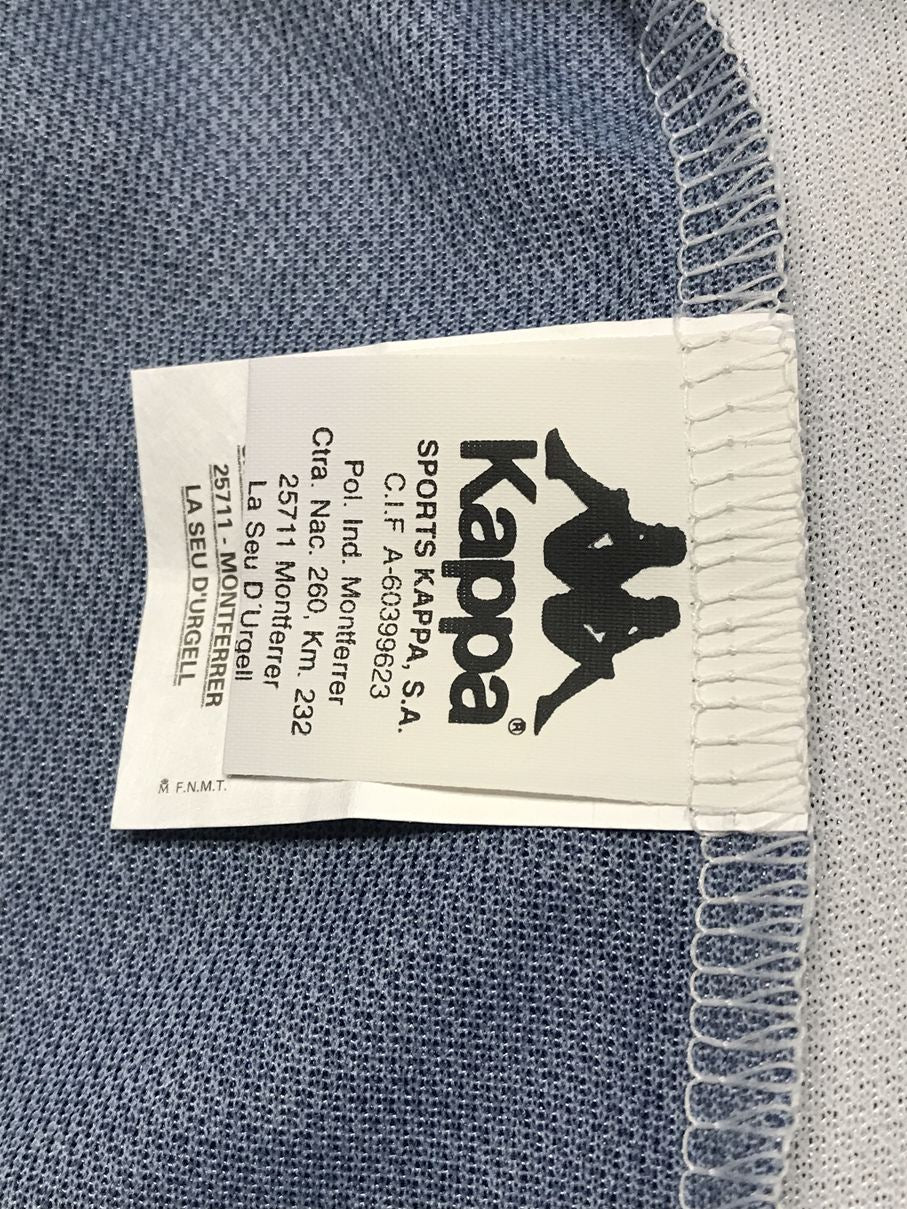 Kappa®
SPORTS KAPPA, S.A.
C.I.F A-60399623
Pol. Ind. Montferrer
Ctra. Nac. 260, Km. 232
25711 Montferrer
La Seu D'Urgell
25711 - MONTFERRER
LA SEU D'URGELL
F.N.M.T.